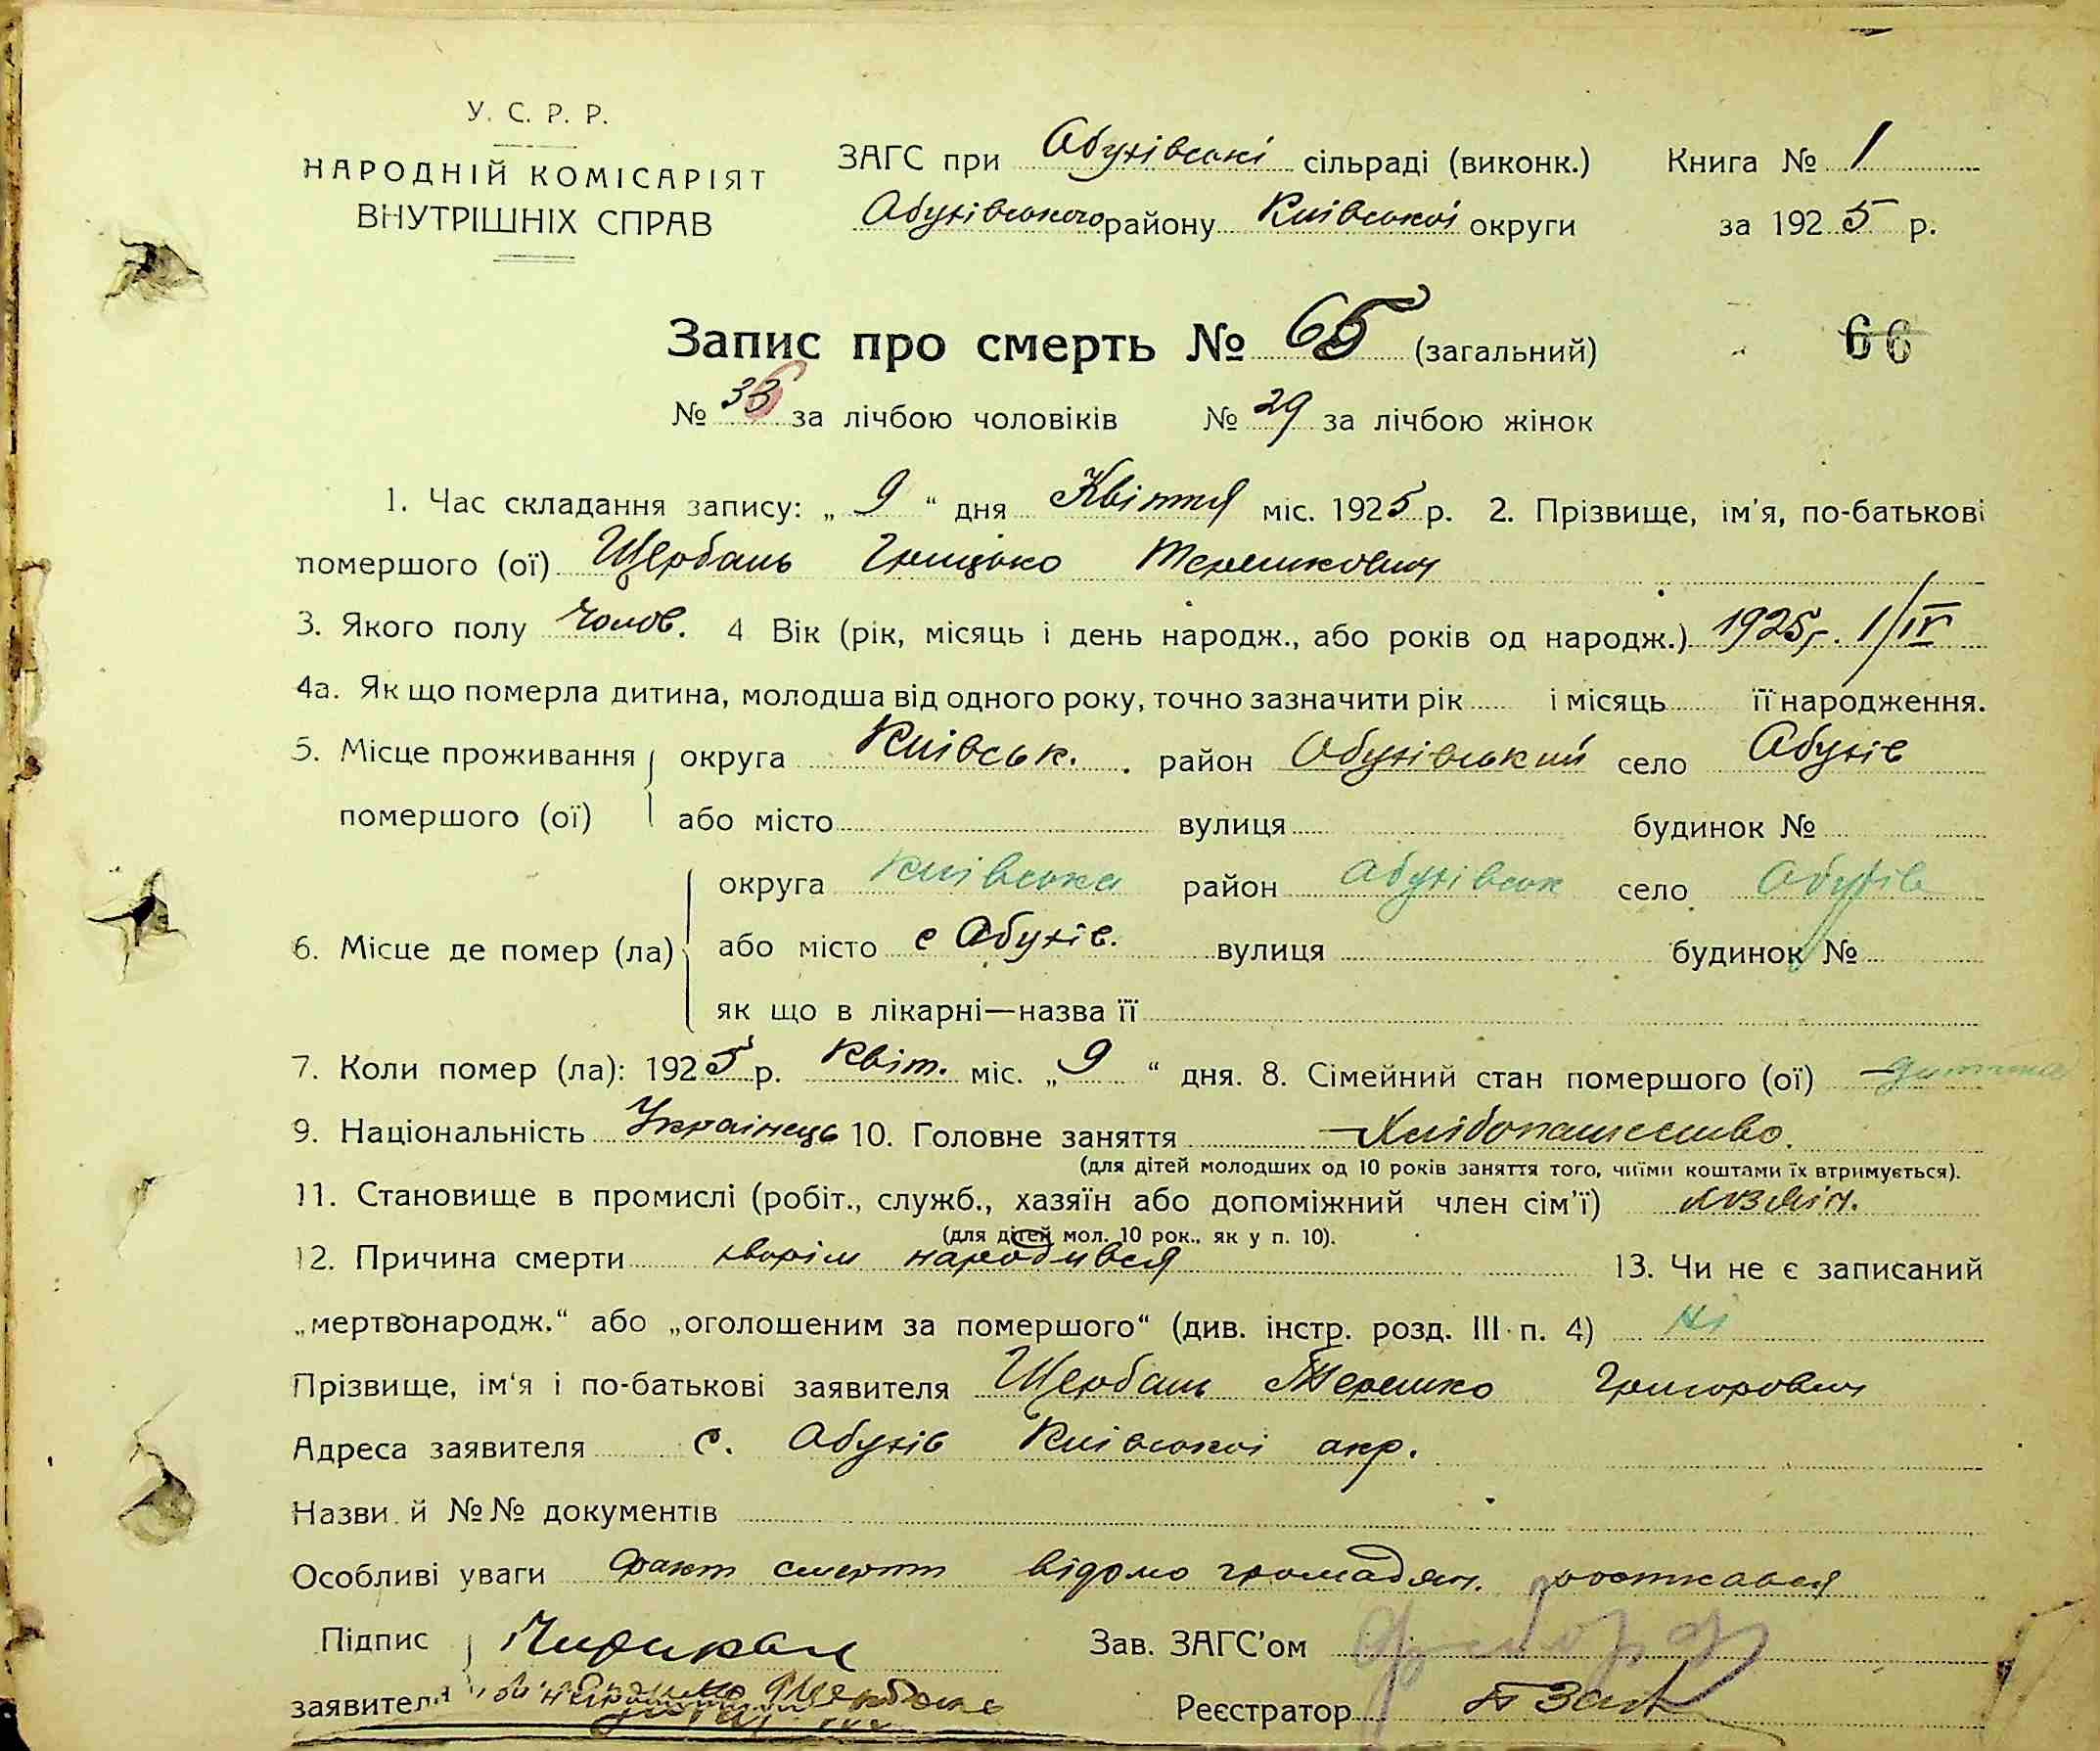 У. С. Р. Р.
НАРОДНІЙ КОМІСАРІЯТ
ВНУТРІШНІХ СПРАВ
ЗАГС при Абухівські сільраді (виконк.) Книга № 1
Абухівського району Київської округи за 1925 р.
Запис про смерть № 65 (загальний) 66
№ 36 за лічбою чоловіків № 29 за лічбою жінок
1. Час складання запису: „ 9 “ дня Квітня міс. 1925 р. 2. Прізвище, ім'я, по-батькові
помершого (ої) Щербань Грицько Терешкович
3. Якого полу Чолов. 4 Вік (рік, місяць і день народж., або років од народж.) 1925 р. 1/IV
4а. Як що померла дитина, молодша від одного року, точно зазначити рік і місяць її народження.
5. Місце проживання округа Київськ. район Абухівський село Абухів
помершого (ої) або місто вулиця будинок №
округа Київська район Абухівськ село Абухів
6. Місце де помер (ла) або місто с Абухів. вулиця будинок №
як що в лікарні—назва її
7. Коли помер (ла): 1925 р. Квіт. міс. „ 9 “ дня. 8. Сімейний стан помершого (ої) дитина
9. Національність Українець 10. Головне заняття Хлібопашество.
(для дітей молодших од 10 років заняття того, чиїми коштами їх втримується).
11. Становище в промислі (робіт., служб., хазяїн або допоміжний член сім'ї) хазяїн.
(для дітей мол. 10 рок., як у п. 10).
12. Причина смерти хворім народився 13. Чи не є записаний
„мертвонародж.“ або „оголошеним за помершого“ (див. інстр. розд. III п. 4) Ні
Прізвище, ім'я і по-батькові заявителя Щербань Терешко Григорович
Адреса заявителя с. Абухів Київської акр.
Назви й №№ документів
Особливі уваги Факт смерти відомо громадян.
Підпис Зав. ЗАГС'ом
заявителя Реєстратор